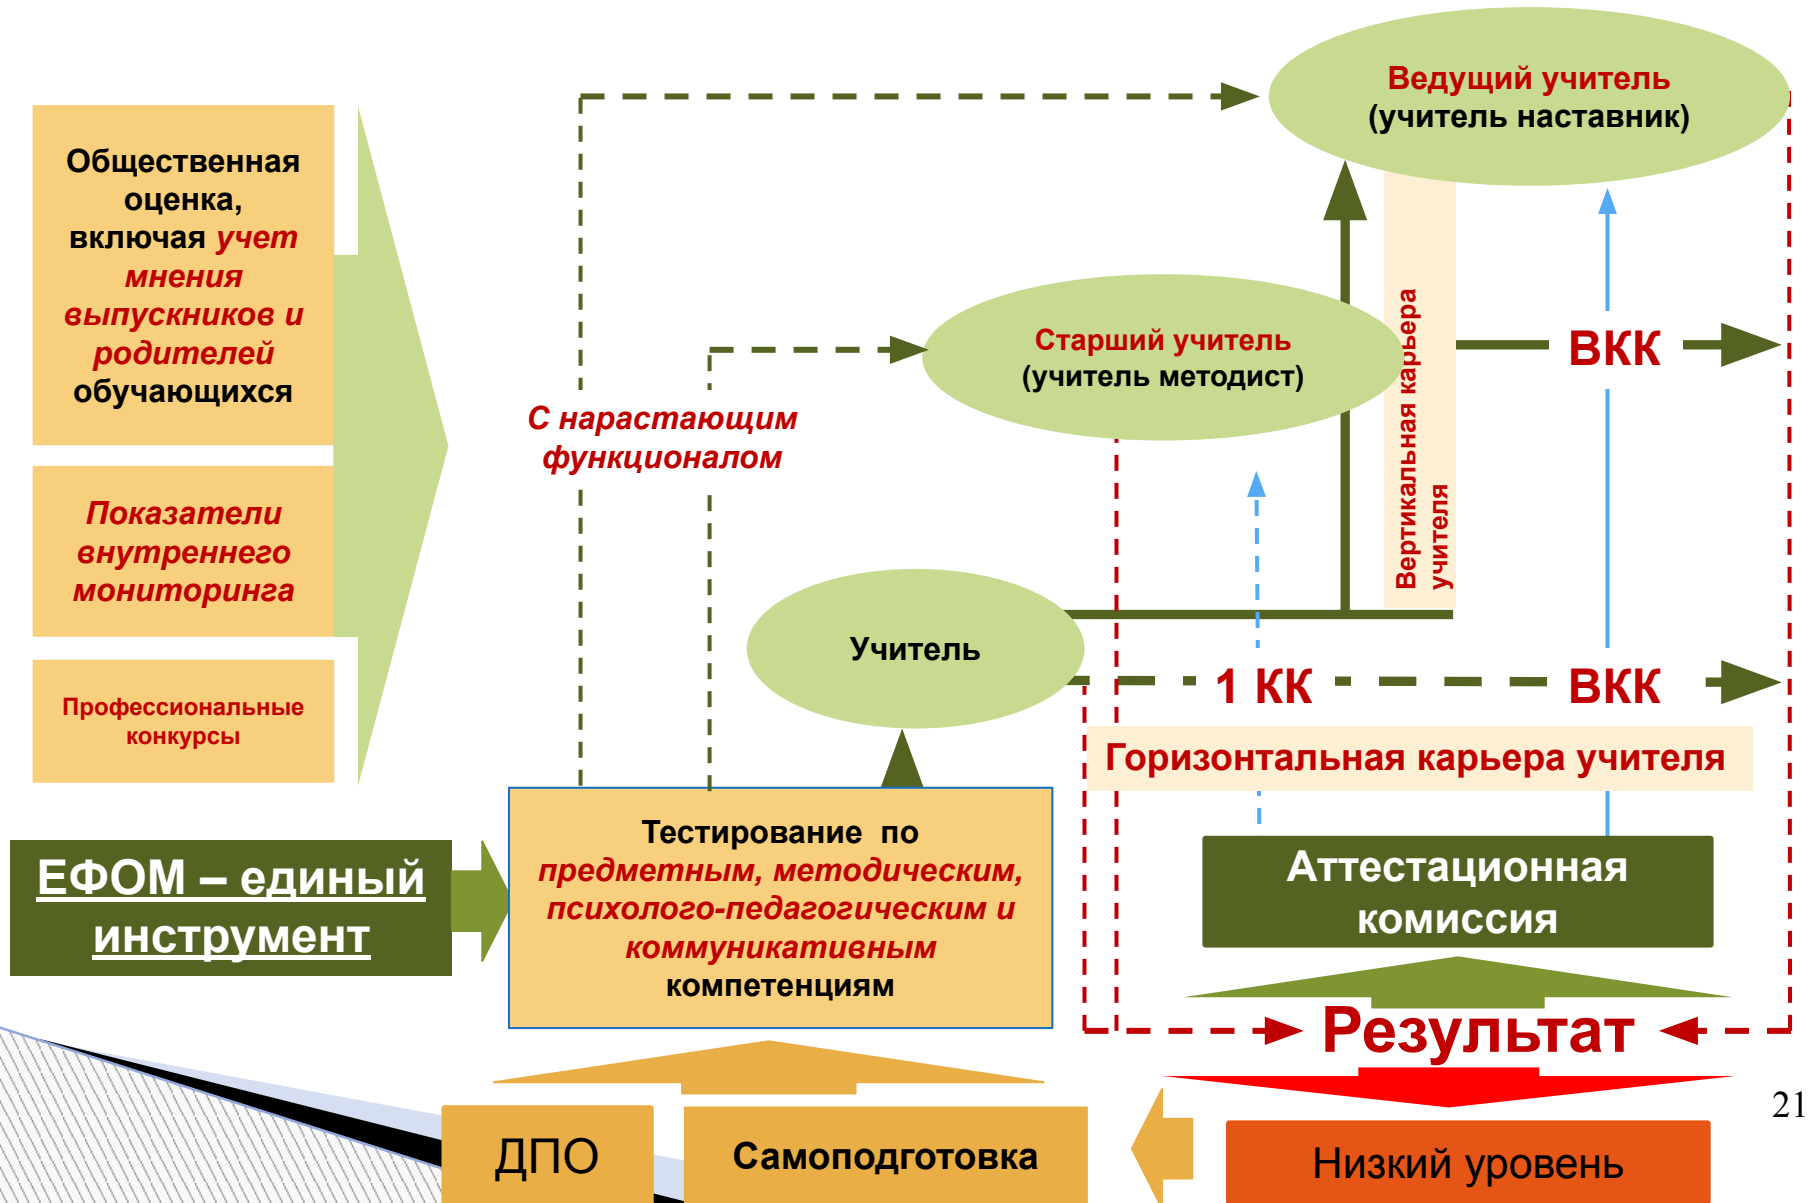 Ведущий учитель
(учитель наставник)
Общественная
оценка,
включая учет
мнения
выпускников и
родителей
обучающихся
Старший учитель
(учитель методист)
Вертикальная карьера
учителя
ВКК
С нарастающим
функционалом
Показатели
внутреннего
мониторинга
Учитель
1 КК
ВКК
Профессиональные
конкурсы
Горизонтальная карьера учителя
Тестирование по
предметным, методическим,
психолого-педагогическим и
коммуникативным
компетенциям
ЕФОМ – единый
инструмент
Аттестационная
комиссия
Результат
21
ДПО
Самоподготовка
Низкий уровень